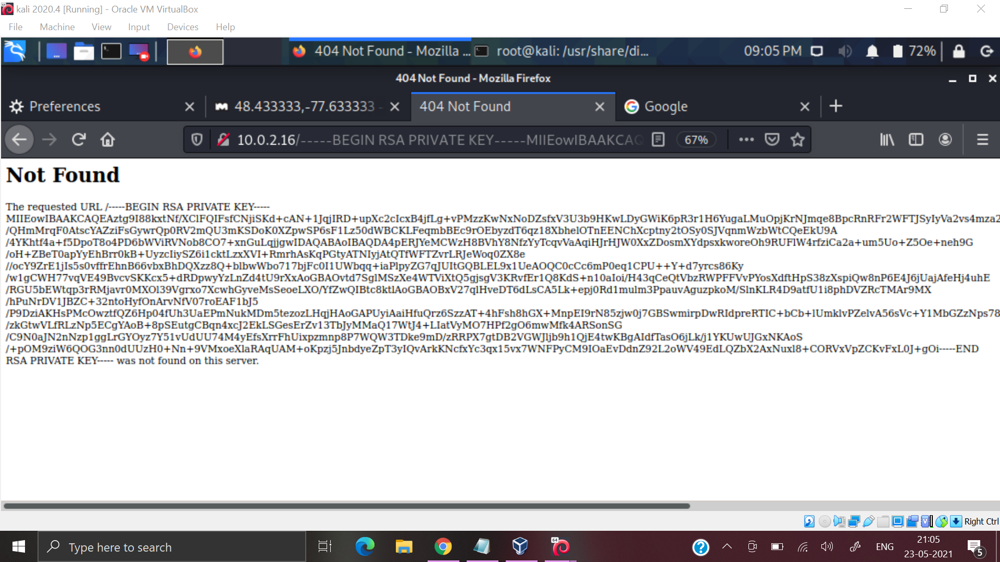 kali 2020.4 [Running] - Oracle VM VirtualBox
File Machine View Input Devices Help
404 Not Found - Mozilla ... root@kali: /usr/share/di... 09:05 PM 72%
404 Not Found - Mozilla Firefox
Preferences 48.433333,-77.633333 - 404 Not Found Google
10.0.2.16/-----BEGIN RSA PRIVATE KEY-----MIIEowIBAAKCAQ 67%
Not Found
The requested URL /-----BEGIN RSA PRIVATE KEY-----
MIIEowIBAAKCAQEAztg9I88kxtNf/XClFQIFsfCNjiSKd+cAN+1JqjIRD+upXc2cIcxB4jfLg+vPMzzKwNxNoDZsfxV3U3b9HKwLDyGWiK6pR3r1H6YugaLMuOpjKrNJmqe8BpcRnRFr2WFTJSyIyVa2vs4mza2
/QHmMrqF0AtscYAZziFsGywrQp0RV2mQU3mKSDoK0XZpwSP6sF1Lz50dWBCKLFeqmbBEc9rOEbyzdT6qz18XbhelOTnEENChXcptny2tOSy0SJVqnmWzbWtCQeEkU9A
/4YKhtf4a+f5DpoT8o4PD6bWViRVNob8CO7+xnGuLqjjgwIDAQABAoIBAQDA4pERJYeMCWzH8BVhY8NfzYyTcqvVaAqiHJrHJW0XxZDosmXYdpsxkworeOh9RUFlW4rfziCa2a+um5Uo+Z5Oe+neh9G
/oH+ZBeT0apYyEhBrr0kB+UyzcIiySZ6i1cktLzxXVI+RmrhAsKqPGtyATNIyjAtQTfWFTZvrLRJeWoq0ZX8e
//ocY9ZrE1jIs5s0vffrEhnB66vbxBhDQXzz8Q+blbwWbo717bjFc0I1UWbqq+iaPlpyZG7qJUItGQBLEL9x1UeAOQC0cCc6mP0eq1CPU++Y+d7yrcs86Ky
/w1gCWH77vqVE49BvcvSKKcx5+dRDpwyYzLnZd4tU9rXxAoGBAOvtd7SglMSzXe4WTViXtQ5gjsgV3KRvfEr1Q8KdS+n10aIoi/H43qCeQtVbzRWPFFVvPYosXdftHpS38zXspiQw8nP6E4J6jUajAfeHj4uhE
/RGU5bEWtqp3rRMjavr0MXOl39Vgrxo7XcwhGyveMsSeoeLXO/YfZwQIBtc8ktlAoGBAOBxV27qlHveDT6dLsCA5Lk+epj0Rd1mulm3PpauvAguzpkoM/SlnKLR4D9atfU1i8phDVZRcTMAr9MX
/hPuNrDV1JBZC+32ntoHyfOnArvNfV07roEAF1bJ5
/P9DziAKHsPMcOwztfQZ6Hp04fUh3UaEPmNukMDm5tezozLHqjHAoGAPUyiAaiHfuQrz6SzzAT+4hFsh8hGX+MnpEI9rN85zjw0j7GBSwmirpDwRIdpreRTIC+bCb+lUmklvPZelvA56sVc+Y1MbGZzNps78
/zkGtwVLfRLzNp5ECgYAoB+8pSEutgCBqn4xcJ2EkLSGesErZv13TbJyMMaQ17WtJ4+LIatVyMO7HPf2gO6mwMfk4ARSonSG
/C9N0aJN2nNzp1ggLrGYOyz7Y51vUdUU74M4yEfsXrrFhUixpzmnp8P7WQW3TDke9mD/zRRPX7gtDB2VGWJljb9h1QjE4twKBgAIdfTasO6jLk/j1YKUwUJGxNKAoS
/+pOM9ziW6QOG3nn0dUUzH0+Nn+9VMxoeXlaRAqUAM+oKpzj5JnbdyeZpT3yIQvArkKNcfxYc3qx15vx7WNFPyCM9IOaEvDdnZ92L2oWV49EdLQZbX2AxNuxl8+CORVxVpZCKvFxL0J+gOi-----END
RSA PRIVATE KEY----- was not found on this server.
Right Ctrl
Type here to search
ENG
21:05
23-05-2021
5